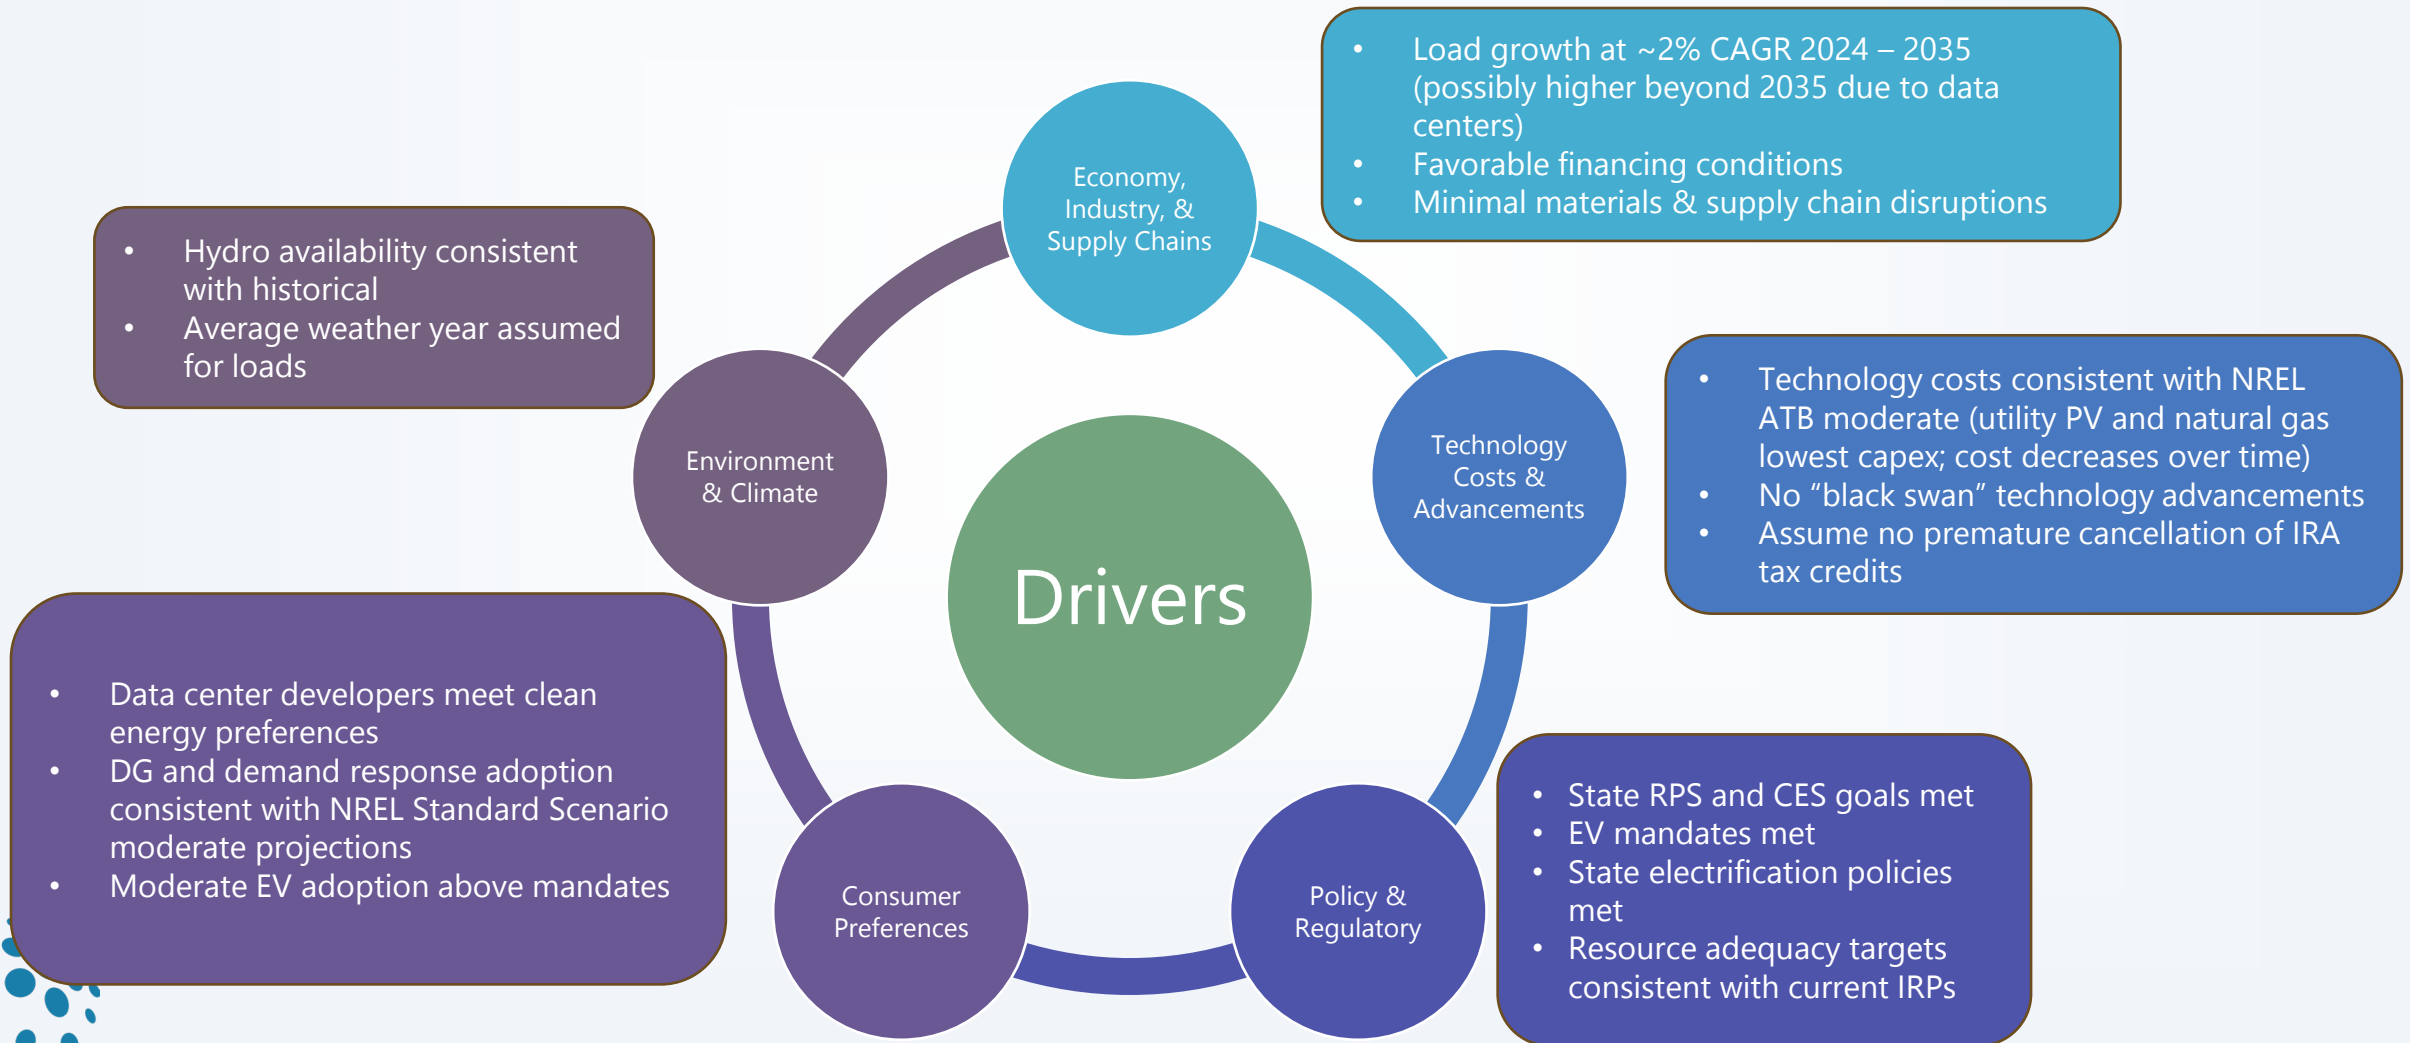 • Load growth at ~2% CAGR 2024 – 2035
(possibly higher beyond 2035 due to data
centers)
• Favorable financing conditions
• Minimal materials & supply chain disruptions
Economy,
Industry, &
Supply Chains
• Hydro availability consistent
with historical
• Average weather year assumed
for loads
Environment
& Climate
Technology
Costs &
Advancements
• Technology costs consistent with NREL
ATB moderate (utility PV and natural gas
lowest capex; cost decreases over time)
• No “black swan” technology advancements
• Assume no premature cancellation of IRA
tax credits
Drivers
• Data center developers meet clean
energy preferences
• DG and demand response adoption
consistent with NREL Standard Scenario
moderate projections
• Moderate EV adoption above mandates
Consumer
Preferences
Policy &
Regulatory
• State RPS and CES goals met
• EV mandates met
• State electrification policies
met
• Resource adequacy targets
consistent with current IRPs